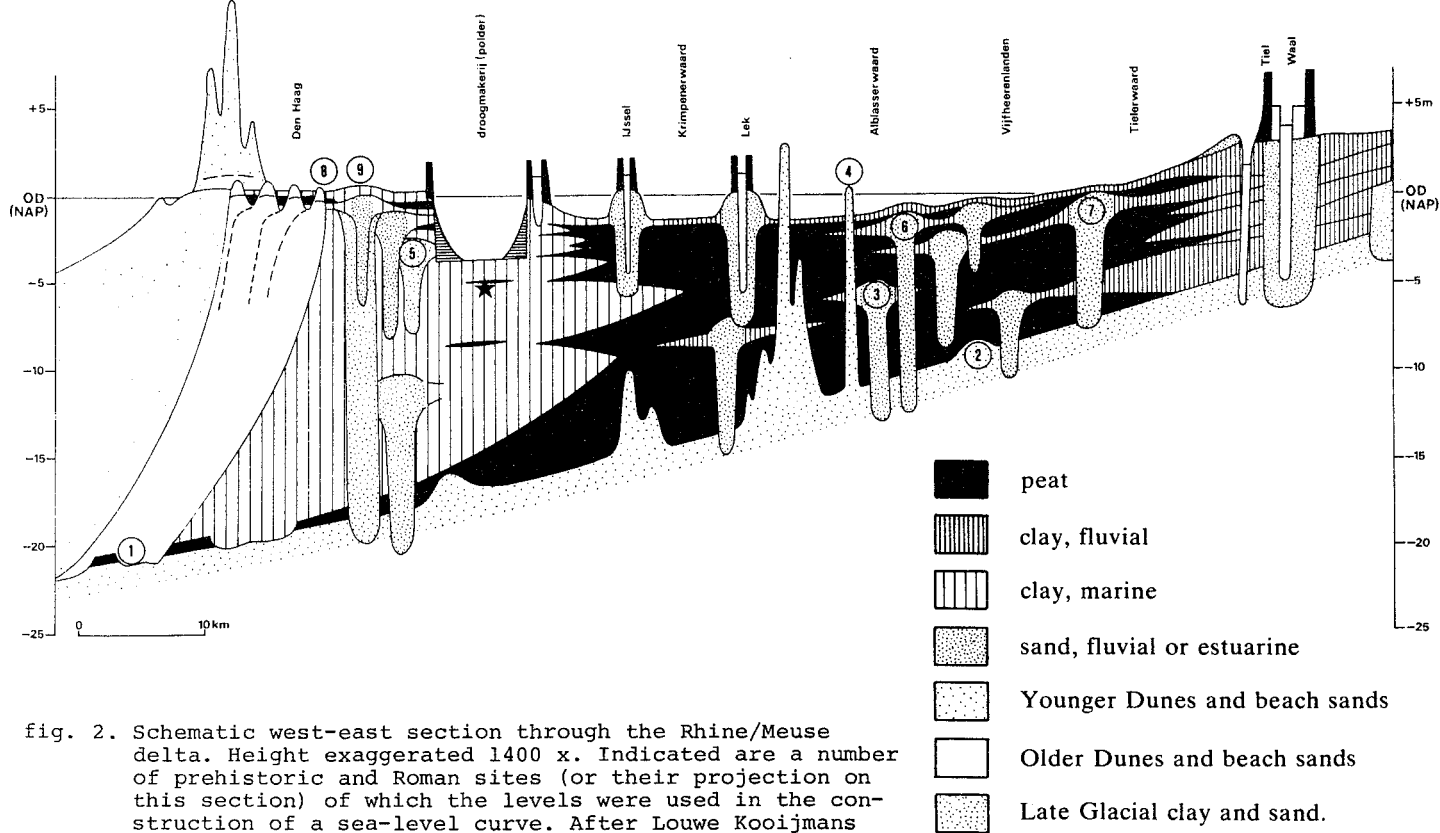 Den Haag
droogmakerij (polder)
IJssel
Krimpenerwaard
Lek
Alblasserwaard
Vijfheerenlanden
Tielerwaard
Tiel
Waal
+5
OD
(NAP)
−5
−10
−15
−20
−25
+5m
OD
(NAP)
−5
−10
−15
−20
−25
8
9
4
5
6
7
3
2
1
0 10 km
peat
clay, fluvial
clay, marine
sand, fluvial or estuarine
Younger Dunes and beach sands
Older Dunes and beach sands
Late Glacial clay and sand.
fig. 2. Schematic west-east section through the Rhine/Meuse
delta. Height exaggerated 1400 x. Indicated are a number
of prehistoric and Roman sites (or their projection on
this section) of which the levels were used in the con-
struction of a sea-level curve. After Louwe Kooijmans